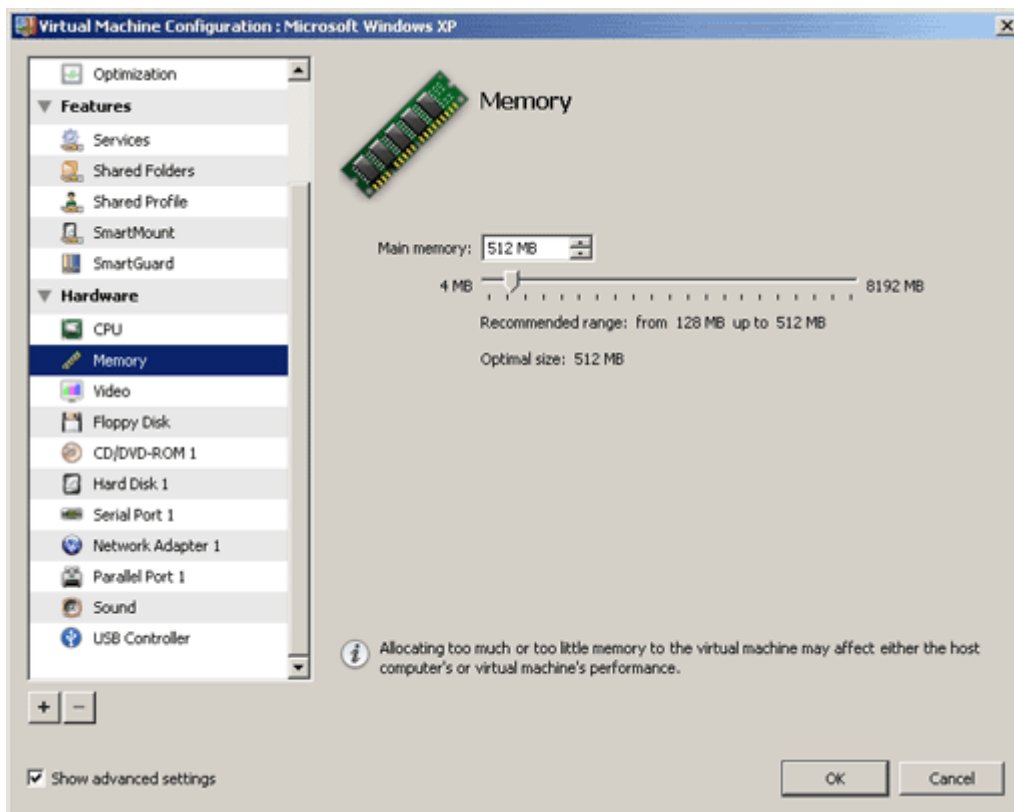 Virtual Machine Configuration : Microsoft Windows XP
Optimization
Features
Services
Shared Folders
Shared Profile
SmartMount
SmartGuard
Hardware
CPU
Memory
Video
Floppy Disk
CD/DVD-ROM 1
Hard Disk 1
Serial Port 1
Network Adapter 1
Parallel Port 1
Sound
USB Controller
+ −
Show advanced settings
Memory
Main memory: 512 MB
4 MB 8192 MB
Recommended range: from 128 MB up to 512 MB
Optimal size: 512 MB
Allocating too much or too little memory to the virtual machine may affect either the host
computer's or virtual machine's performance.
OK Cancel